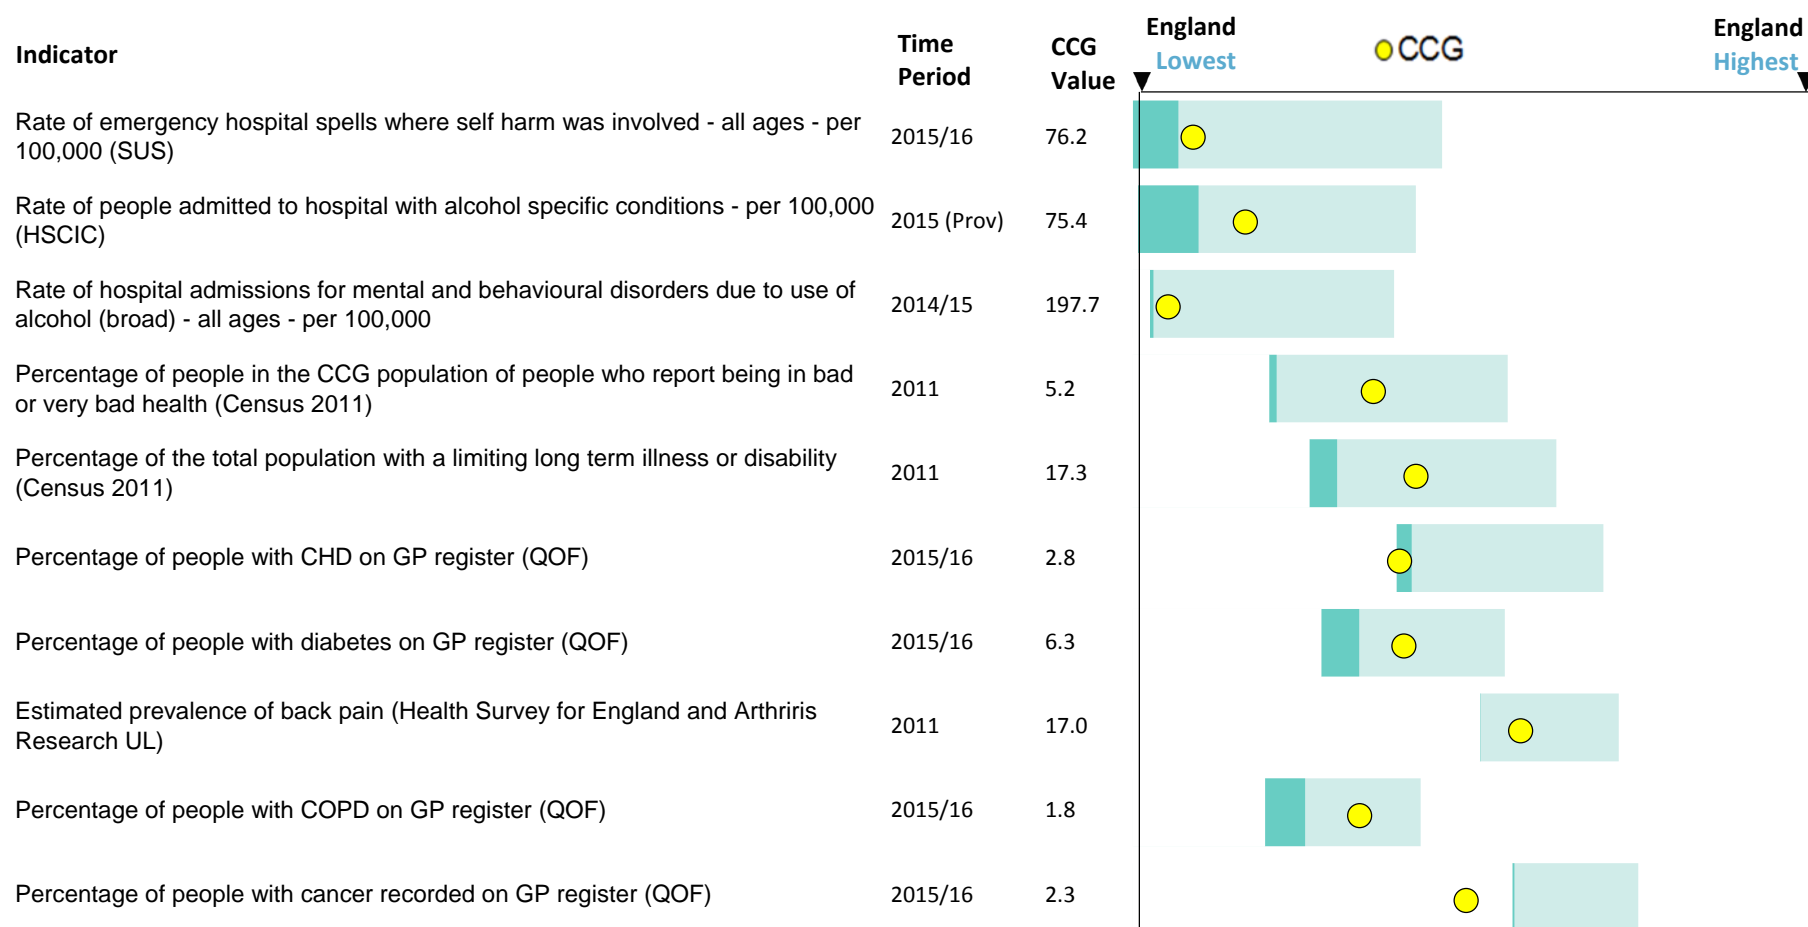 Indicator
Time
Period
CCG
Value
England
Lowest
CCG
England
Highest
Rate of emergency hospital spells where self harm was involved - all ages - per
100,000 (SUS)
2015/16
76.2
Rate of people admitted to hospital with alcohol specific conditions - per 100,000
(HSCIC)
2015 (Prov)
75.4
Rate of hospital admissions for mental and behavioural disorders due to use of
alcohol (broad) - all ages - per 100,000
2014/15
197.7
Percentage of people in the CCG population of people who report being in bad
or very bad health (Census 2011)
2011
5.2
Percentage of the total population with a limiting long term illness or disability
(Census 2011)
2011
17.3
Percentage of people with CHD on GP register (QOF)
2015/16
2.8
Percentage of people with diabetes on GP register (QOF)
2015/16
6.3
Estimated prevalence of back pain (Health Survey for England and Arthriris
Research UL)
2011
17.0
Percentage of people with COPD on GP register (QOF)
2015/16
1.8
Percentage of people with cancer recorded on GP register (QOF)
2015/16
2.3